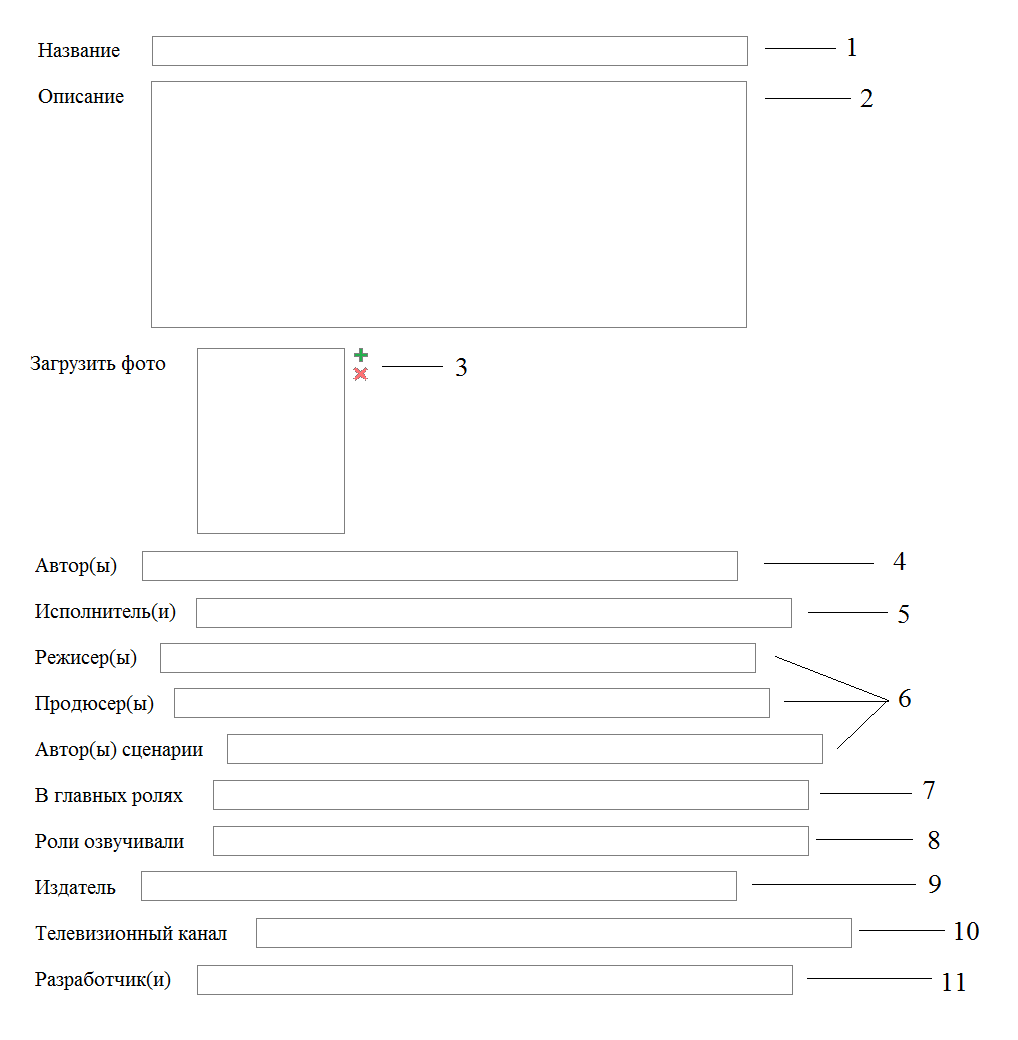 Название 1
Описание 2
Загрузить фото 3
Автор(ы) 4
Исполнитель(и) 5
Режисер(ы)
Продюсер(ы) 6
Автор(ы) сценарии
В главных ролях 7
Роли озвучивали 8
Издатель 9
Телевизионный канал 10
Разработчик(и) 11